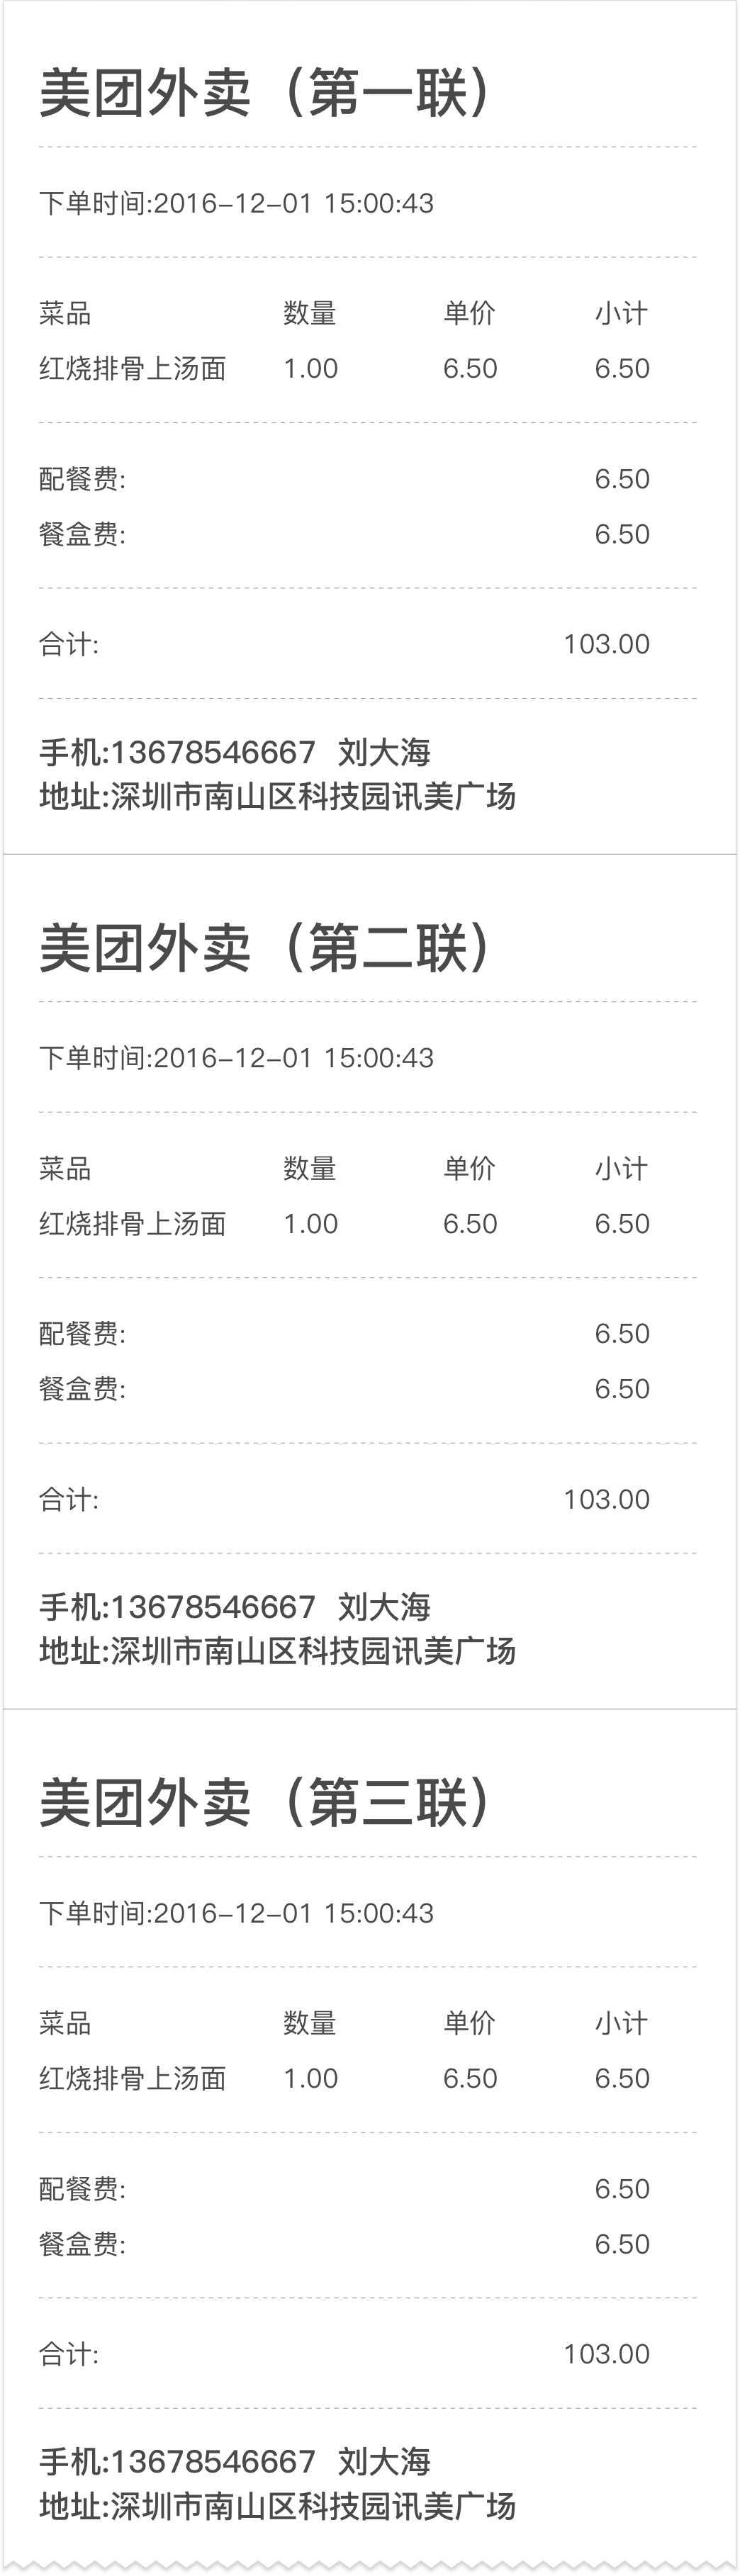 美团外卖（第一联）
下单时间:2016-12-01 15:00:43
菜品 数量 单价 小计
红烧排骨上汤面 1.00 6.50 6.50
配餐费: 6.50
餐盒费: 6.50
合计: 103.00
手机:13678546667 刘大海
地址:深圳市南山区科技园讯美广场
美团外卖（第二联）
下单时间:2016-12-01 15:00:43
菜品 数量 单价 小计
红烧排骨上汤面 1.00 6.50 6.50
配餐费: 6.50
餐盒费: 6.50
合计: 103.00
手机:13678546667 刘大海
地址:深圳市南山区科技园讯美广场
美团外卖（第三联）
下单时间:2016-12-01 15:00:43
菜品 数量 单价 小计
红烧排骨上汤面 1.00 6.50 6.50
配餐费: 6.50
餐盒费: 6.50
合计: 103.00
手机:13678546667 刘大海
地址:深圳市南山区科技园讯美广场